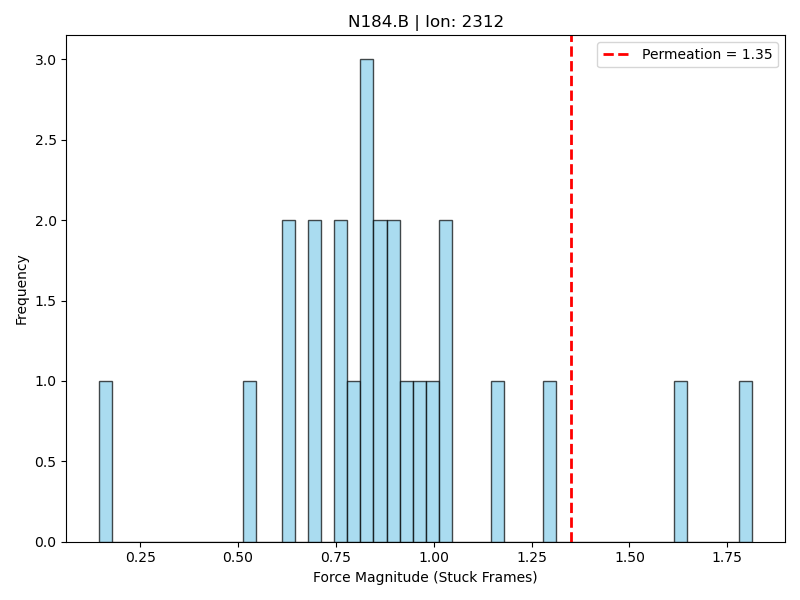 N184.B | Ion: 2312
Permeation = 1.35
3.0
2.5
2.0
1.5
1.0
0.5
0.0
Frequency
0.25 0.50 0.75 1.00 1.25 1.50 1.75
Force Magnitude (Stuck Frames)